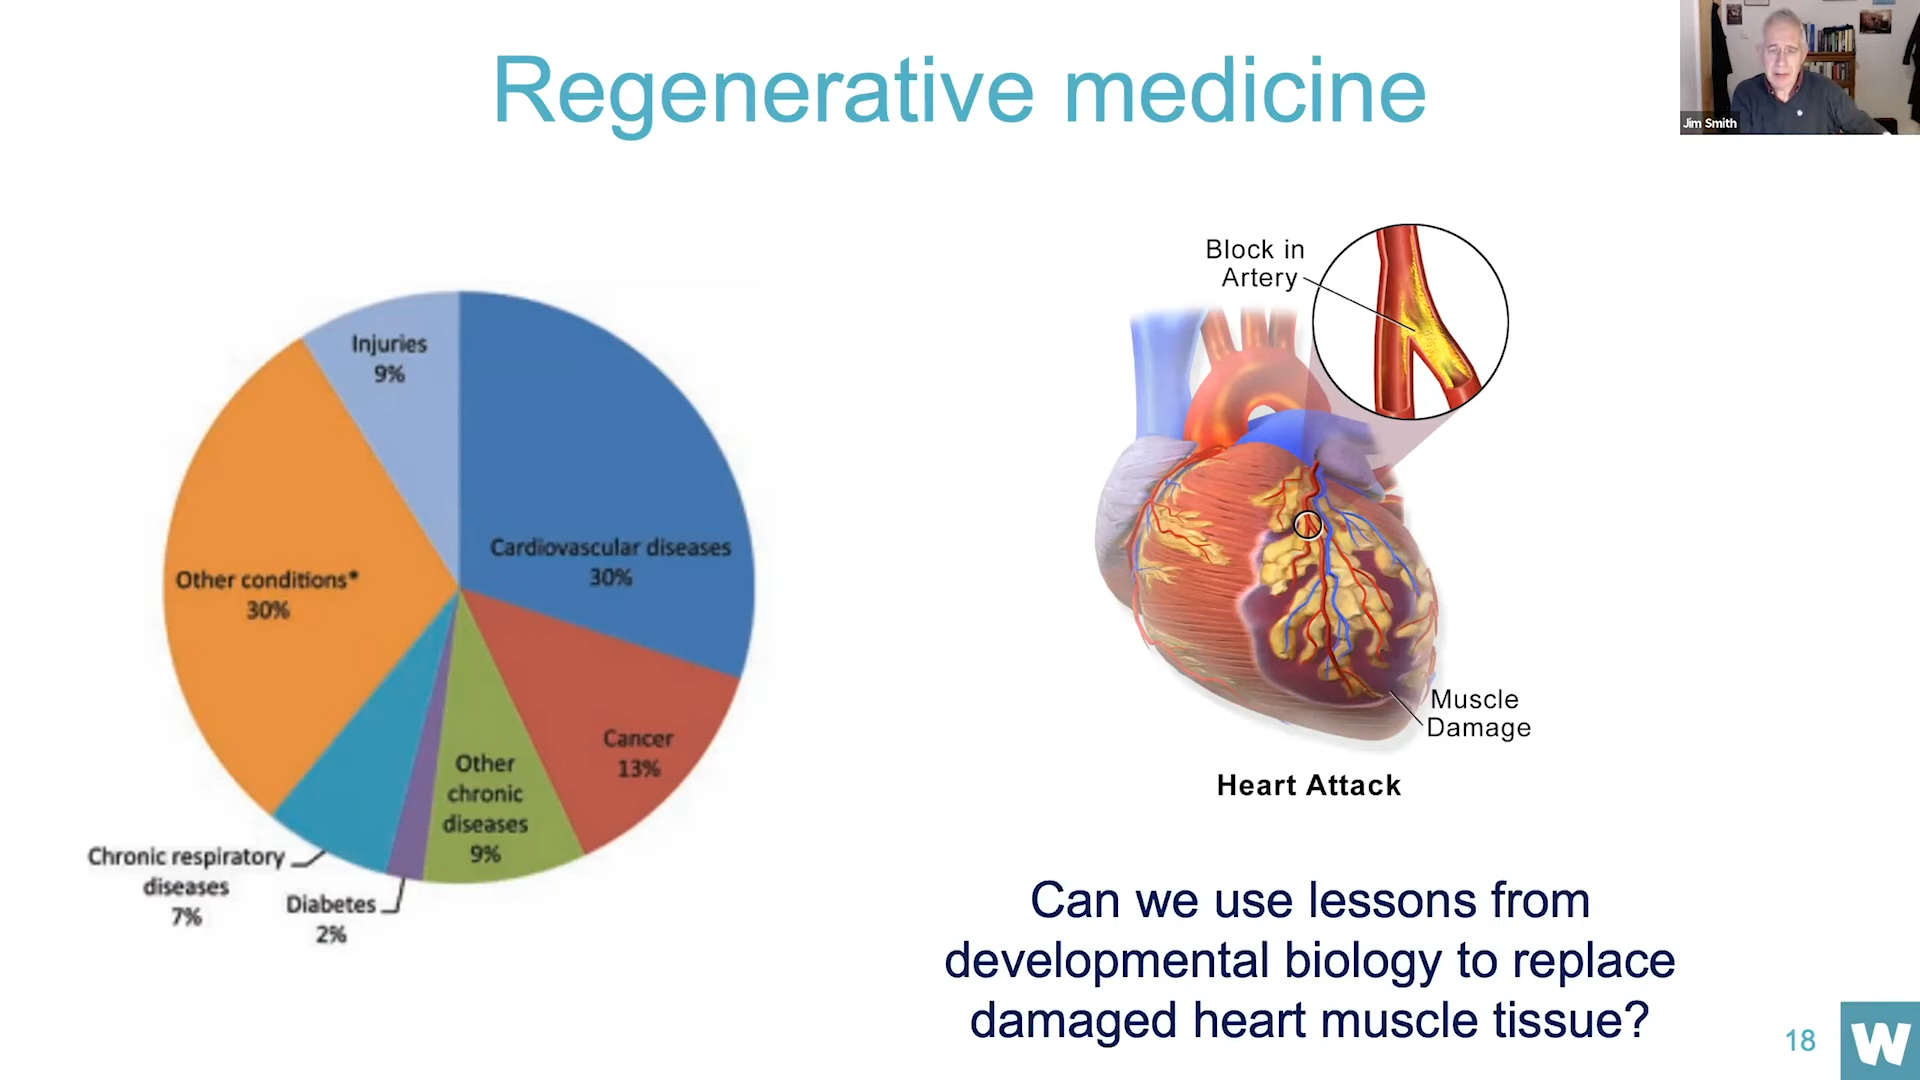 Regenerative medicine
Jim Smith
Injuries
9%
Cardiovascular diseases
30%
Other conditions*
30%
Cancer
13%
Other
chronic
diseases
9%
Chronic respiratory
diseases
7%
Diabetes
2%
Block in
Artery
Muscle
Damage
Heart Attack
Can we use lessons from
developmental biology to replace
damaged heart muscle tissue?
18
W